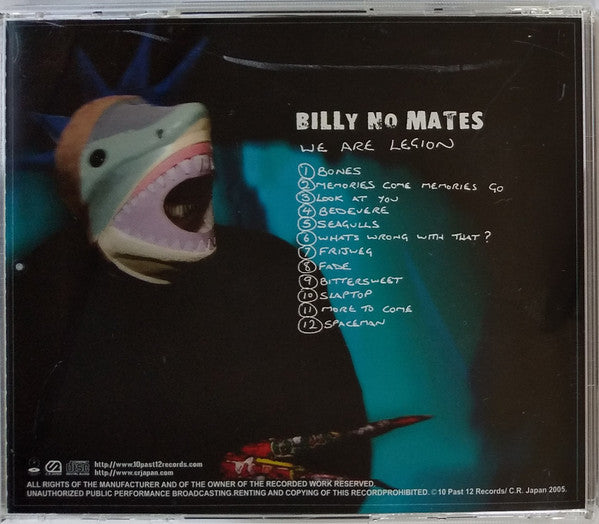 BILLY NO MATES
WE ARE LEGION
1 BONES
2 MEMORIES COME MEMORIES GO
3 LOOK AT YOU
4 BEDEVERE
5 SEAGULLS
6 WHATS WRONG WITH THAT?
7 FRIJWEG
8 FADE
9 BITTERSWEET
10 SLAPTOP
11 MORE TO COME
12 SPACEMAN
http://www.10past12records.com
http://www.crjapan.com
ALL RIGHTS OF THE MANUFACTURER AND OF THE OWNER OF THE RECORDED WORK RESERVED.
UNAUTHORIZED PUBLIC PERFORMANCE BROADCASTING.RENTING AND COPYING OF THIS RECORDPROHIBITED. ©10 Past 12 Records/ C.R. Japan 2005.